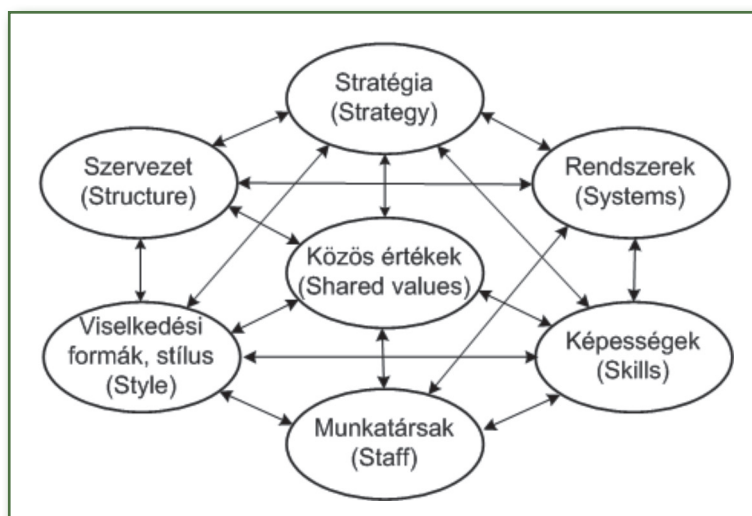 Stratégia
(Strategy)
Szervezet
(Structure)
Rendszerek
(Systems)
Közös értékek
(Shared values)
Viselkedési
formák, stílus
(Style)
Képességek
(Skills)
Munkatársak
(Staff)